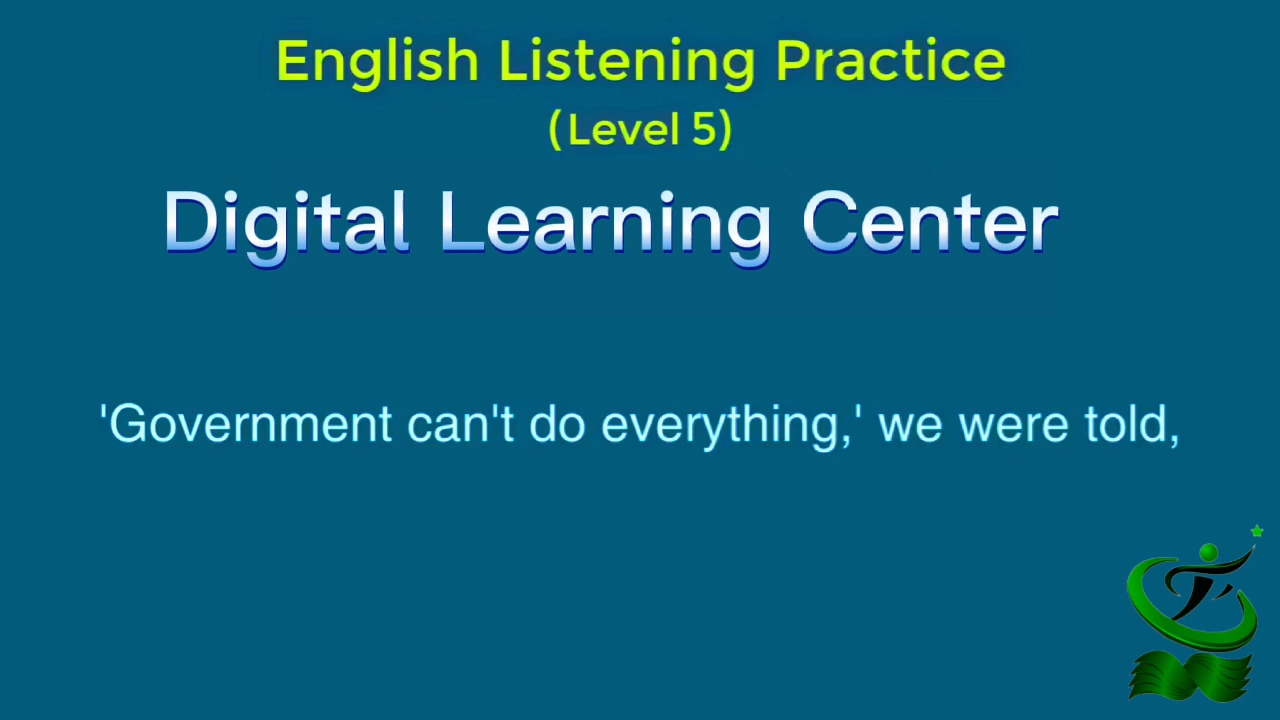 English Listening Practice
(Level 5)
Digital Learning Center
'Government can't do everything,' we were told,